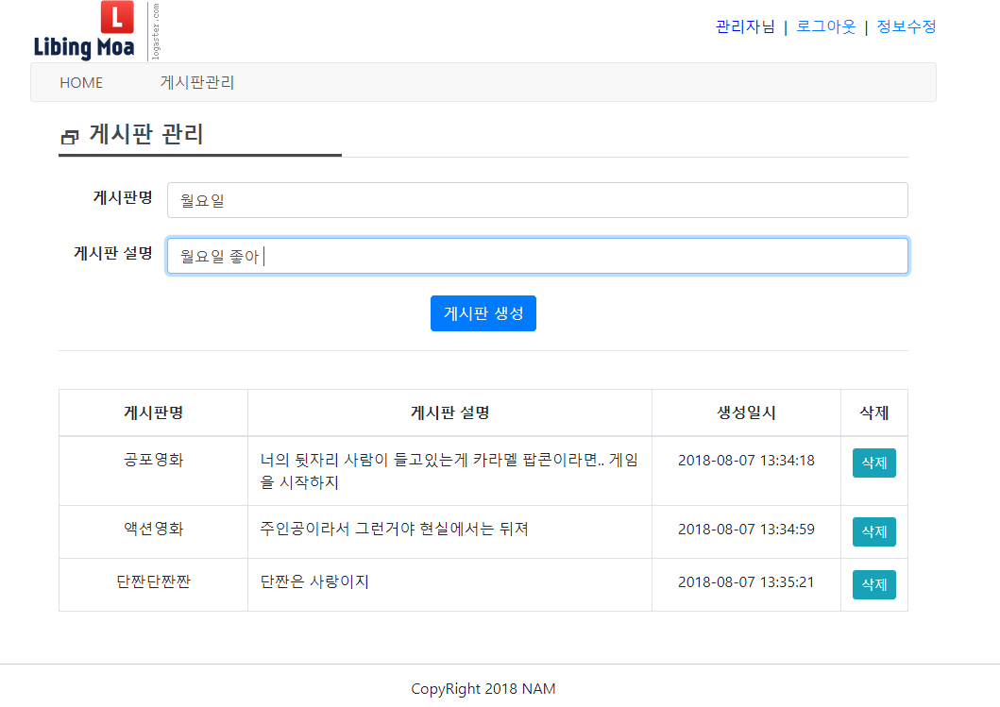 L
Libing Moa
logaster.com
관리자님 | 로그아웃 | 정보수정
HOME 게시판관리
게시판 관리
게시판명 월요일
게시판 설명 월요일 좋아
게시판 생성
게시판명 게시판 설명 생성일시 삭제
공포영화 너의 뒷자리 사람이 들고있는게 카라멜 팝콘이라면.. 게임 2018-08-07 13:34:18 삭제
을 시작하지
액션영화 주인공이라서 그런거야 현실에서는 뒤져 2018-08-07 13:34:59 삭제
단짠단짠짠 단짠은 사랑이지 2018-08-07 13:35:21 삭제
CopyRight 2018 NAM